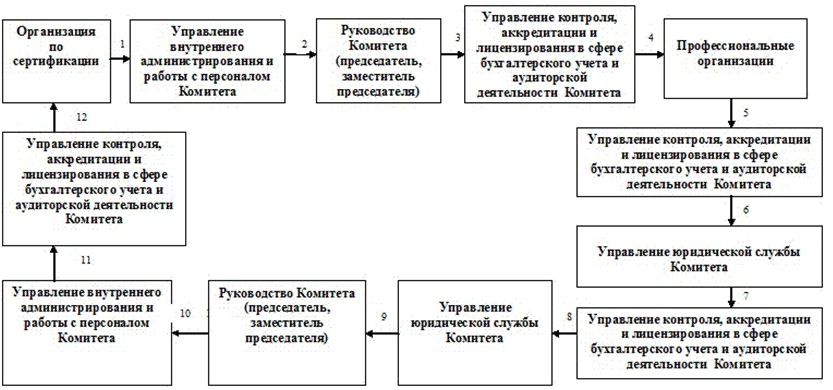 Организация
по
сертификации
1
Управление
внутреннего
администрирования и
работы с персоналом
Комитета
2
Руководство
Комитета
(председатель,
заместитель
председателя)
3
Управление контроля,
аккредитации и
лицензирования в сфере
бухгалтерского учета и
аудиторской
деятельности Комитета
4
Профессиональные
организации
5
Управление контроля, аккредитации
и лицензирования в сфере
бухгалтерского учета и аудиторской
деятельности Комитета
6
Управление юридической службы
Комитета
7
Управление контроля, аккредитации
и лицензирования в сфере
бухгалтерского учета и аудиторской
деятельности Комитета
8
Управление
юридической службы
Комитета
9
Руководство Комитета
(председатель,
заместитель
председателя)
10
Управление внутреннего
администрирования и
работы с персоналом
Комитета
11
Управление контроля,
аккредитации и
лицензирования в сфере
бухгалтерского учета и
аудиторской деятельности
Комитета
12